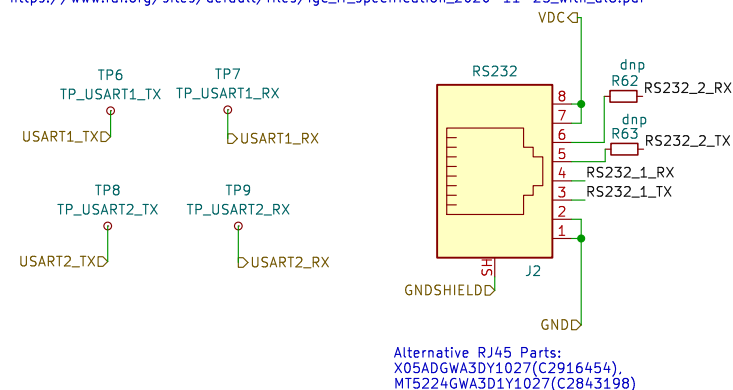 VDC
RS232
dnp
R62
RS232_2_RX
dnp
R63
RS232_2_TX
RS232_1_RX
RS232_1_TX
8
7
6
5
4
3
2
1
SH
J2
GNDSHIELD
GND
TP6
TP_USART1_TX
USART1_TX
TP7
TP_USART1_RX
USART1_RX
TP8
TP_USART2_TX
USART2_TX
TP9
TP_USART2_RX
USART2_RX
Alternative RJ45 Parts:
X05ADGWA3DY1027(C2916454),
MT5224GWA3D1Y1027(C2843198)